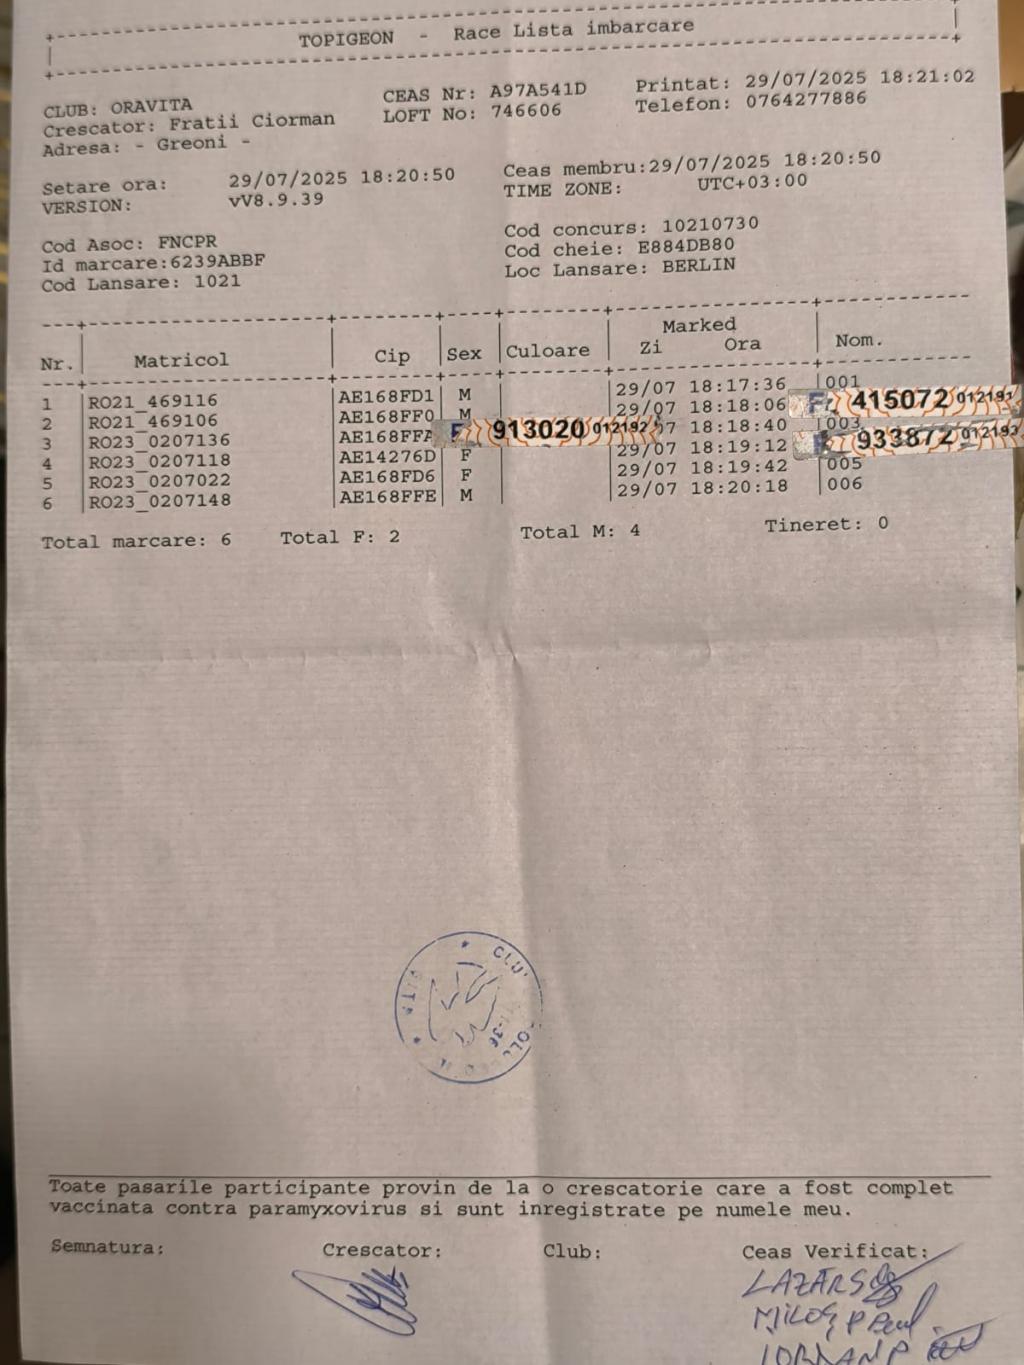 TOPIGEON - Race Lista imbarcare
CLUB: ORAVITA CEAS Nr: A97A541D Printat: 29/07/2025 18:21:02
Crescator: Fratii Ciorman LOFT No: 746606 Telefon: 0764277886
Adresa: - Greoni -
Setare ora: 29/07/2025 18:20:50 Ceas membru:29/07/2025 18:20:50
VERSION: vV8.9.39 TIME ZONE: UTC+03:00
Cod Asoc: FNCPR Cod concurs: 10210730
Id marcare:6239ABBF Cod cheie: E884DB80
Cod Lansare: 1021 Loc Lansare: BERLIN
Marked
Nr. Matricol Cip Sex Culoare Zi Ora Nom.
1 RO21_469116 AE168FD1 M 29/07 18:17:36 001
2 RO21_469106 AE168FF0 M 29/07 18:18:06 415072 012191
3 RO23_0207136 AE168FFA 913020 012192 07 18:18:40 003
4 RO23_0207118 AE14276D F 29/07 18:19:12 933872 012193
5 RO23_0207022 AE168FD6 F 29/07 18:19:42 005
6 RO23_0207148 AE168FFE M 29/07 18:20:18 006
Total marcare: 6 Total F: 2 Total M: 4 Tineret: 0
Toate pasarile participante provin de la o crescatorie care a fost complet
vaccinata contra paramyxovirus si sunt inregistrate pe numele meu.
Semnatura: Crescator: Club: Ceas Verificat:
LAZĂR
MILOȘ P